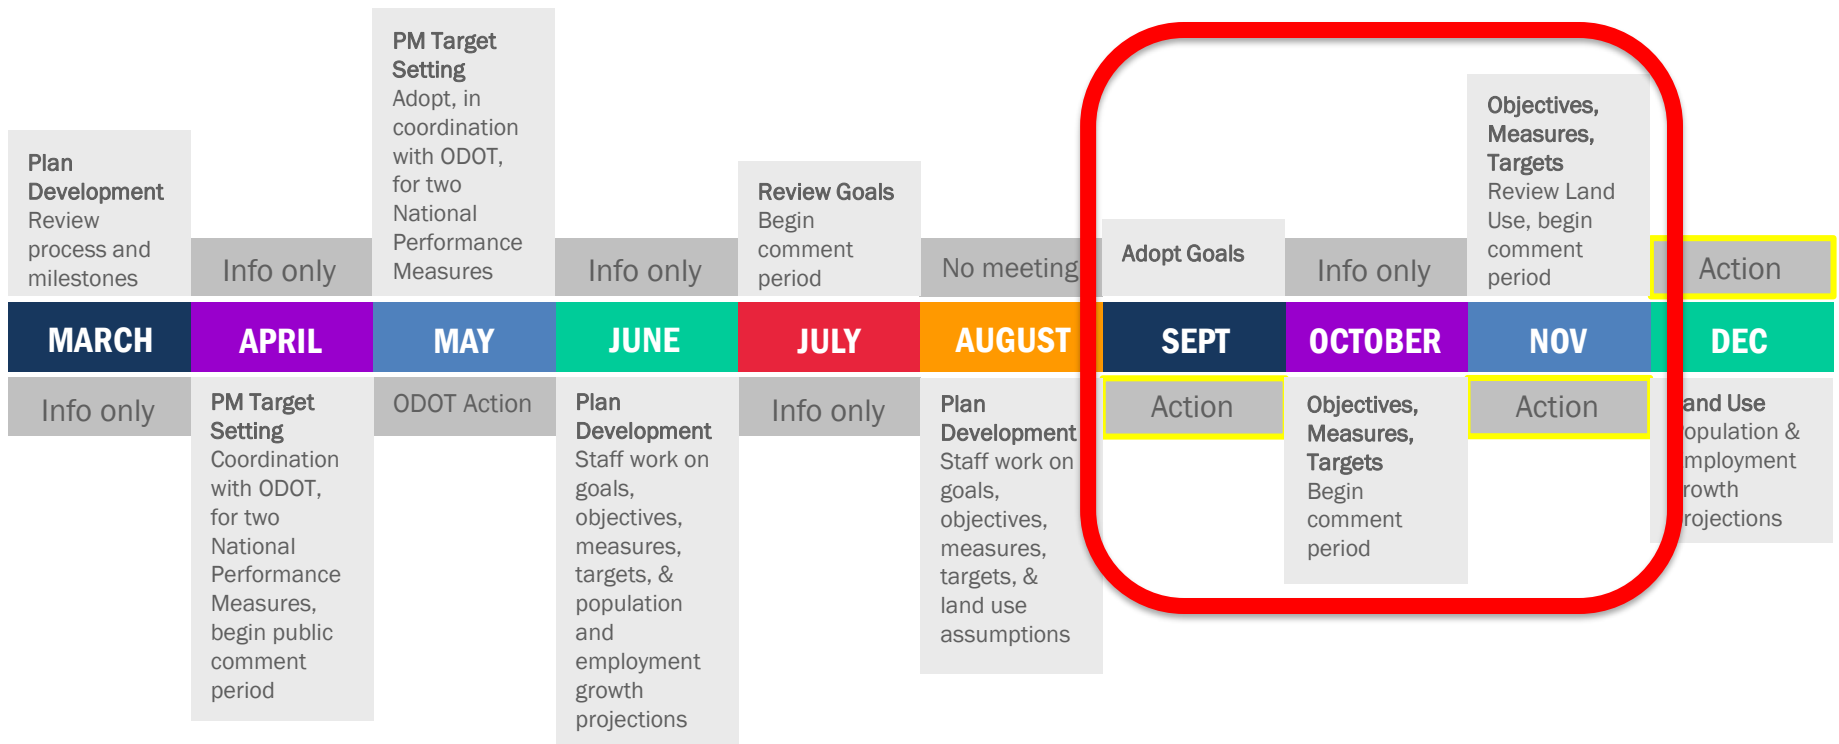 Plan
Development
Review
process and
milestones
Info only
PM Target
Setting
Adopt, in
coordination
with ODOT,
for two
National
Performance
Measures
Info only
Review Goals
Begin
comment
period
No meeting
Adopt Goals
Info only
Objectives,
Measures,
Targets
Review Land
Use, begin
comment
period
Action
MARCH APRIL MAY JUNE JULY AUGUST SEPT OCTOBER NOV DEC
Info only
PM Target
Setting
Coordination
with ODOT,
for two
National
Performance
Measures,
begin public
comment
period
ODOT Action
Plan
Development
Staff work on
goals,
objectives,
measures,
targets, &
population
and
employment
growth
projections
Info only
Plan
Development
Staff work on
goals,
objectives,
measures,
targets, &
land use
assumptions
Action
Objectives,
Measures,
Targets
Begin
comment
period
Action
and Use
opulation &
mployment
rowth
rojections